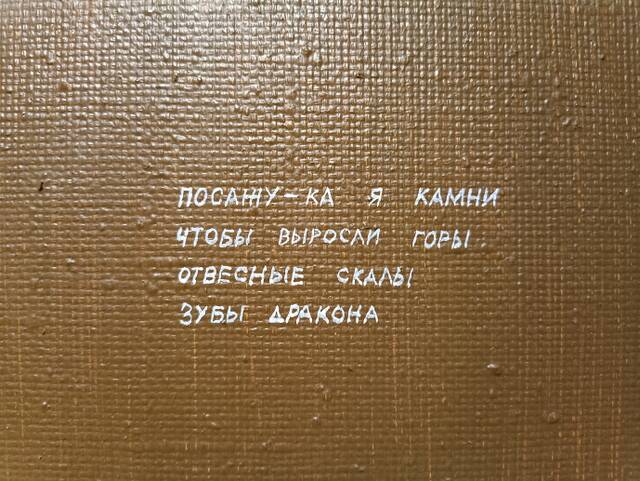 ПОСАЖУ-КА Я КАМНИ
ЧТОБЫ ВЫРОСЛИ ГОРЫ
ОТВЕСНЫЕ СКАЛЫ
ЗУБЫ ДРАКОНА